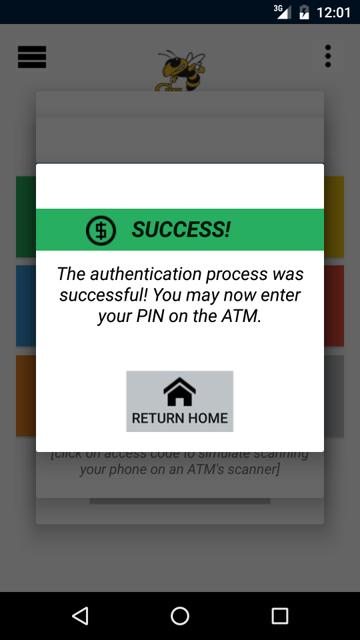 3G
12:01
SUCCESS!
The authentication process was
successful! You may now enter
your PIN on the ATM.
RETURN HOME
[click on access code to simulate scanning
your phone on an ATM's scanner]